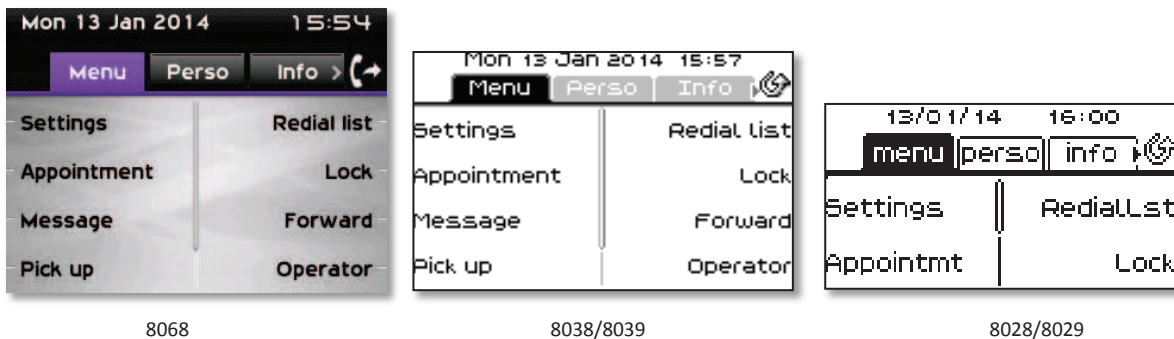 Mon 13 Jan 2014 15:54
Menu Perso Info >
Settings Redial list
Appointment Lock
Message Forward
Pick up Operator
8068
Mon 13 Jan 2014 15:57
Menu Perso Info
Settings Redial list
Appointment Lock
Message Forward
Pick up Operator
8038/8039
13/01/14 16:00
menu perso info
Settings RedialLst
Appointmt Lock
8028/8029